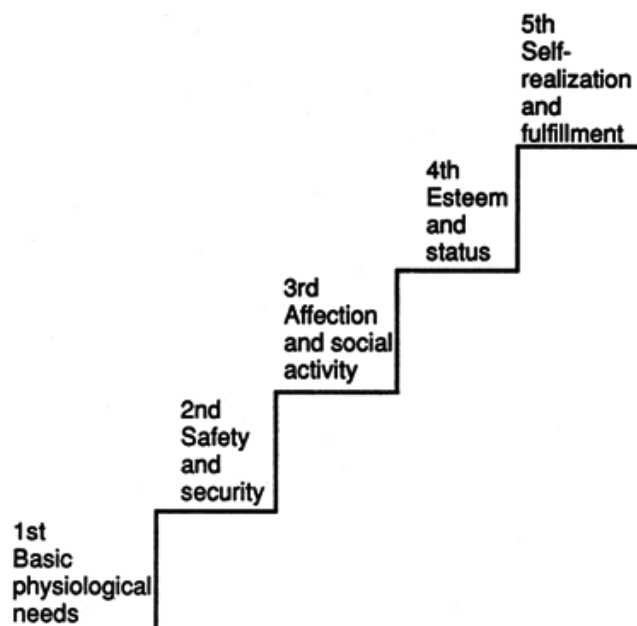 5th
Self-
realization
and
fulfillment
4th
Esteem
and
status
3rd
Affection
and social
activity
2nd
Safety
and
security
1st
Basic
physiological
needs